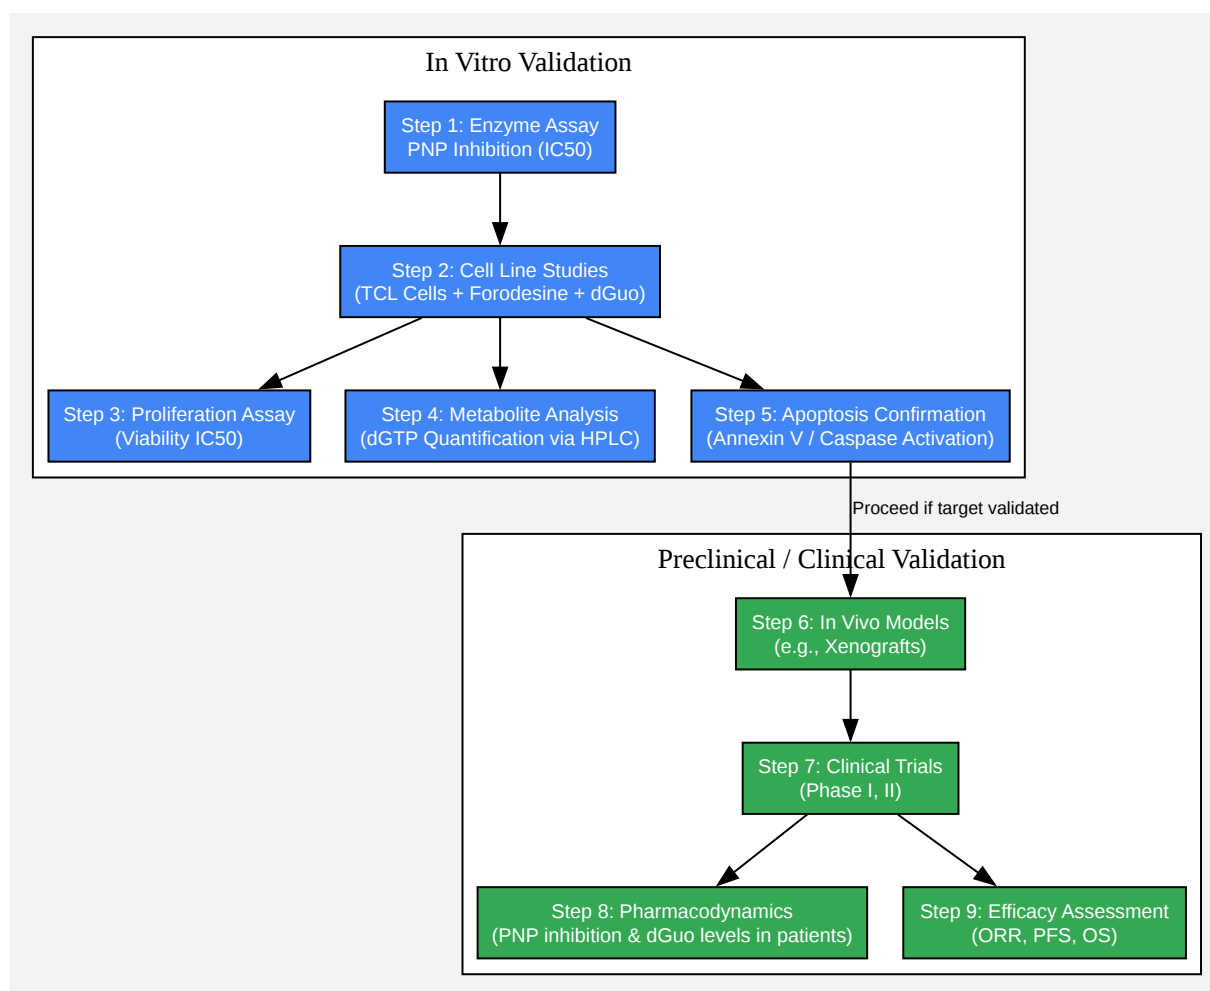 In Vitro Validation
Step 1: Enzyme Assay
PNP Inhibition (IC50)
Step 2: Cell Line Studies
(TCL Cells + Forodesine + dGuo)
Step 3: Proliferation Assay
(Viability IC50)
Step 4: Metabolite Analysis
(dGTP Quantification via HPLC)
Step 5: Apoptosis Confirmation
(Annexin V / Caspase Activation)
Proceed if target validated
Preclinical / Clinical Validation
Step 6: In Vivo Models
(e.g., Xenografts)
Step 7: Clinical Trials
(Phase I, II)
Step 8: Pharmacodynamics
(PNP inhibition & dGuo levels in patients)
Step 9: Efficacy Assessment
(ORR, PFS, OS)